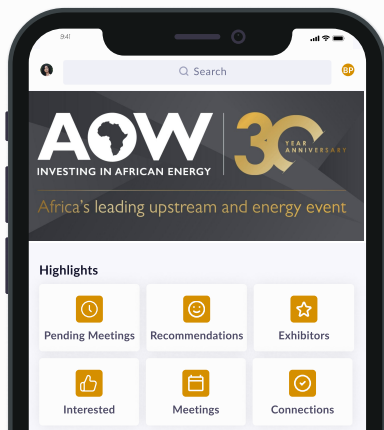 9:41
Search
BP
AOW
30
YEAR
ANNIVERSARY
INVESTING IN AFRICAN ENERGY
Africa's leading upstream and energy event
Highlights
Pending Meetings Recommendations Exhibitors
Interested Meetings Connections